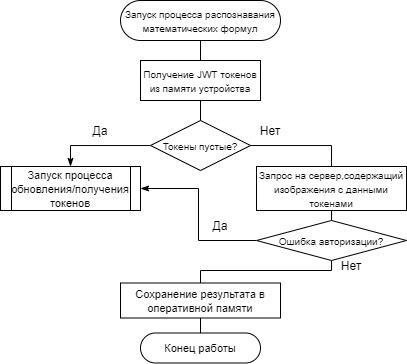 Запуск процесса распознавания
математических формул
Получение JWT токенов
из памяти устройства
Да
Токены пустые?
Нет
Запуск процесса
обновления/получения
токенов
Запрос на сервер,содержащий
изображения с данными
токенами
Да
Ошибка авторизации?
Нет
Сохранение результата в
оперативной памяти
Конец работы